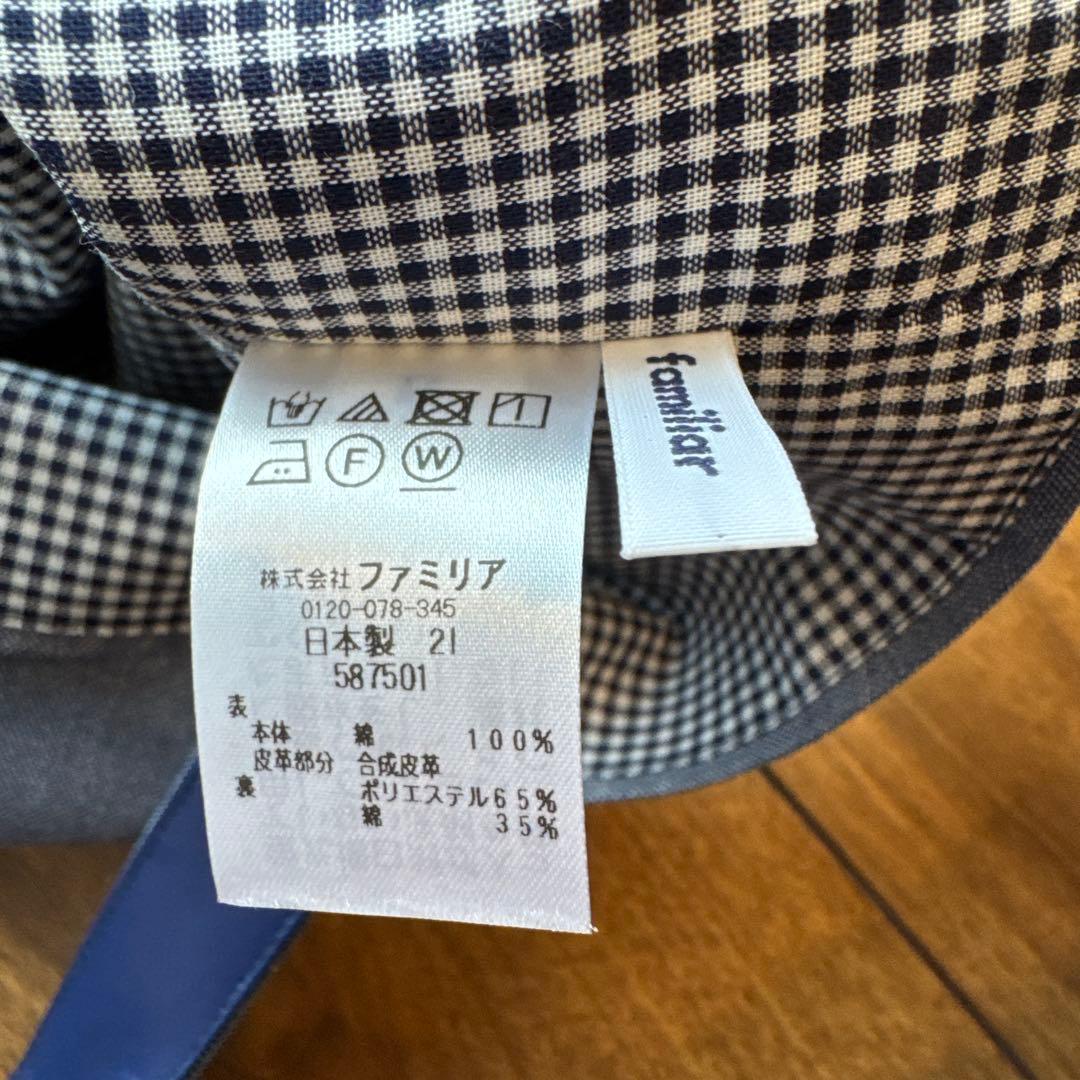 F W
株式会社 ファミリア
0120-078-345
日本製 21
587501
表
本体 綿 100%
皮革部分 合成皮革
裏 ポリエステル65%
綿 35%
familiar